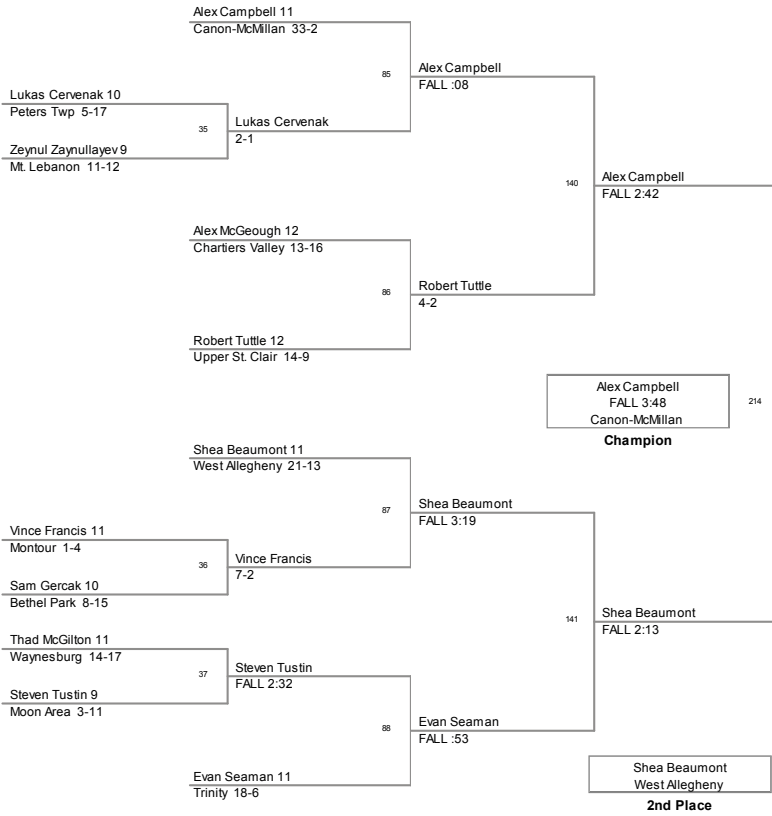 Alex Campbell 11
Canon-McMillan 33-2
85
Alex Campbell
FALL :08
Lukas Cervenak 10
Peters Twp 5-17
35
Lukas Cervenak
2-1
Zeynul Zaynullayev 9
Mt. Lebanon 11-12
140
Alex Campbell
FALL 2:42
Alex McGeough 12
Chartiers Valley 13-16
86
Robert Tuttle
4-2
Robert Tuttle 12
Upper St. Clair 14-9
Alex Campbell
FALL 3:48
Canon-McMillan
214
Champion
Shea Beaumont 11
West Allegheny 21-13
87
Shea Beaumont
FALL 3:19
Vince Francis 11
Montour 1-4
36
Vince Francis
7-2
Sam Gercak 10
Bethel Park 8-15
141
Shea Beaumont
FALL 2:13
Thad McGilton 11
Waynesburg 14-17
37
Steven Tustin
FALL 2:32
Steven Tustin 9
Moon Area 3-11
88
Evan Seaman
FALL :53
Evan Seaman 11
Trinity 18-6
Shea Beaumont
West Allegheny
2nd Place